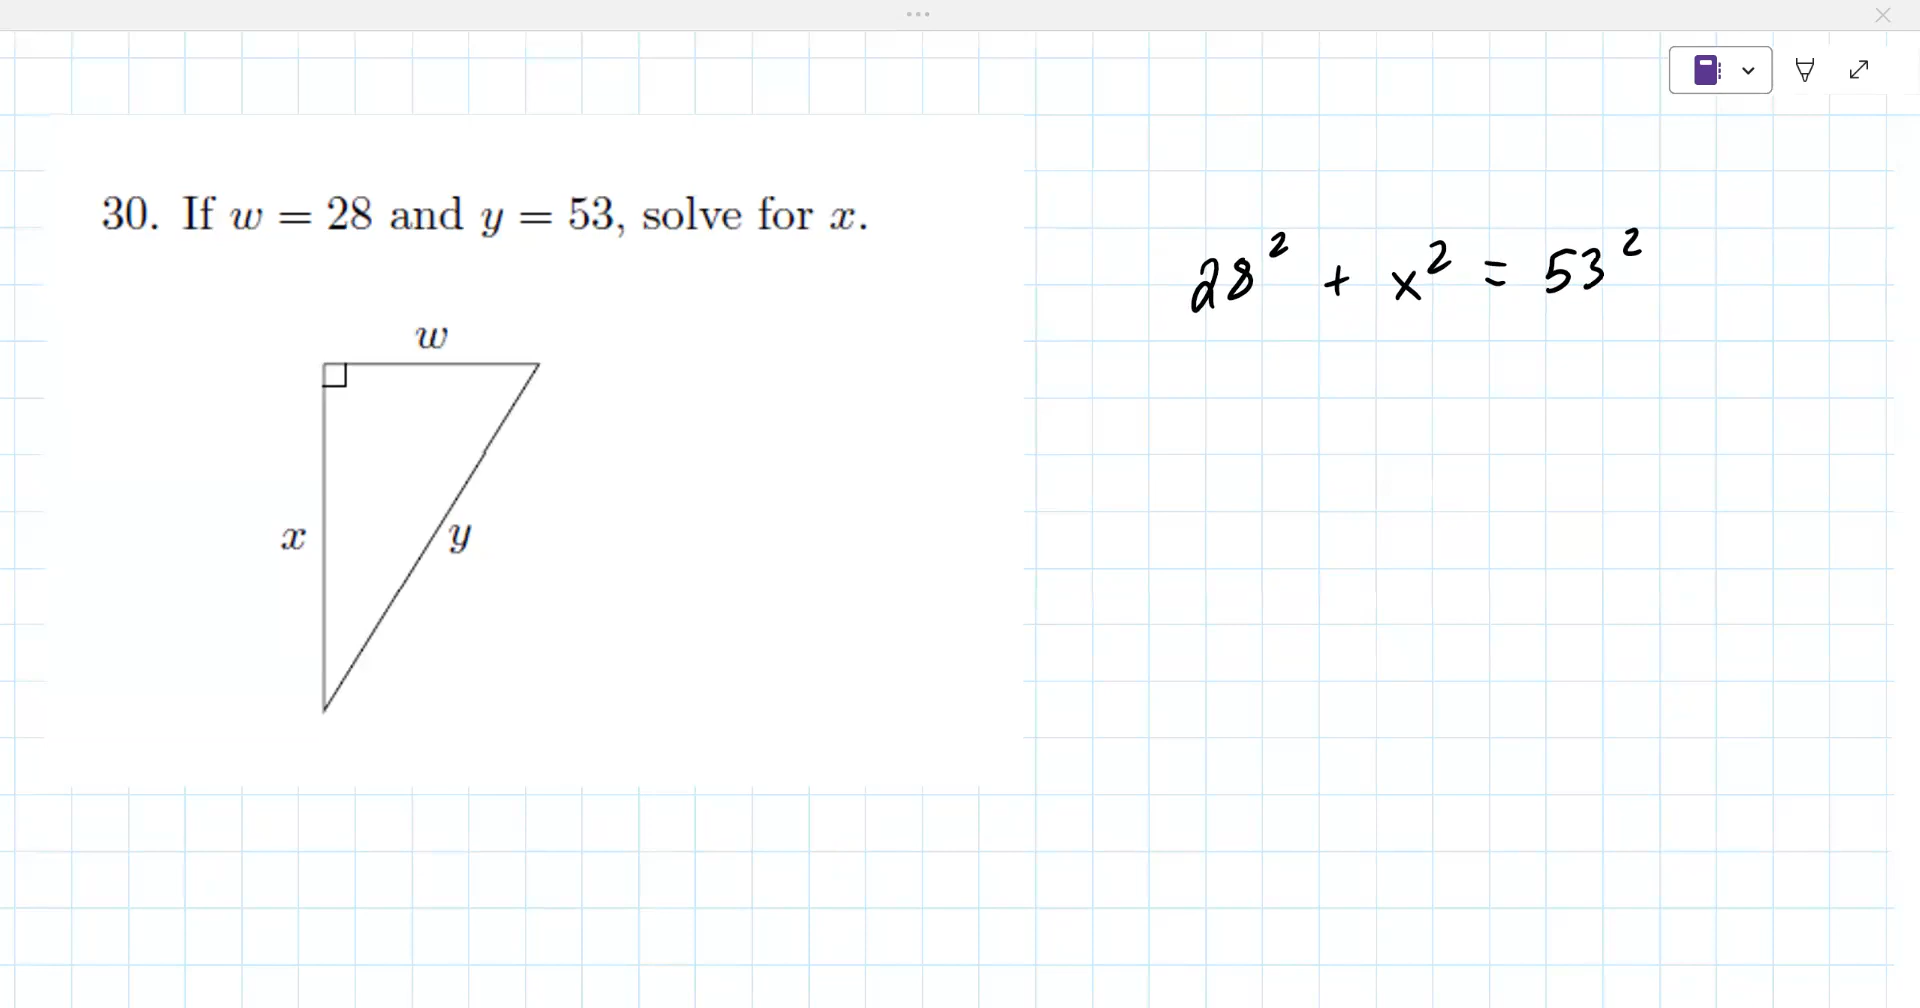 30. If w = 28 and y = 53, solve for x.
28² + x² = 53²
w
x
y